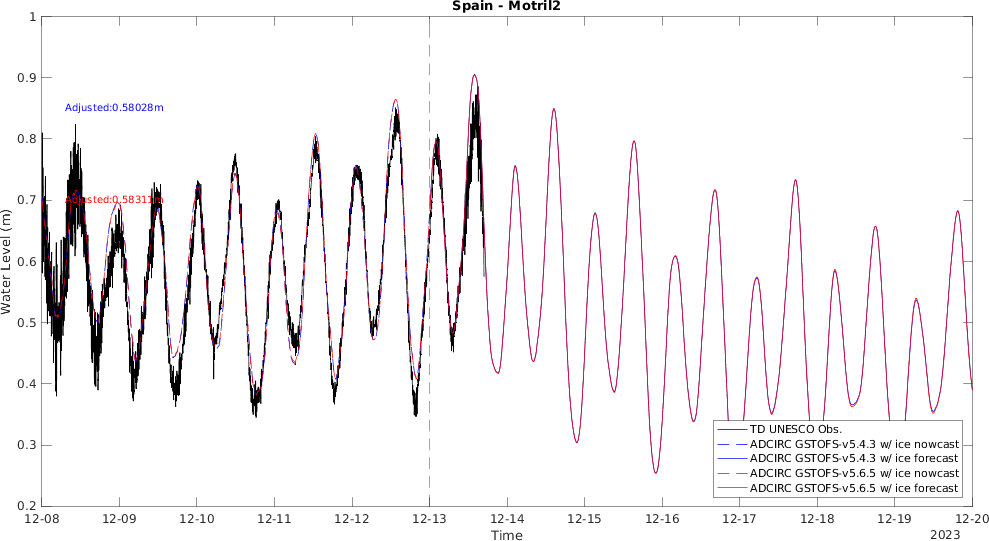 Spain - Motril2
Water Level (m)
1
0.9
0.8
0.7
0.6
0.5
0.4
0.3
0.2
Adjusted:0.58028m
Adjusted:0.58311m
TD UNESCO Obs.
ADCIRC GSTOFS-v5.4.3 w/ ice nowcast
ADCIRC GSTOFS-v5.4.3 w/ ice forecast
ADCIRC GSTOFS-v5.6.5 w/ ice nowcast
ADCIRC GSTOFS-v5.6.5 w/ ice forecast
12-08 12-09 12-10 12-11 12-12 12-13 12-14 12-15 12-16 12-17 12-18 12-19 12-20
Time
2023